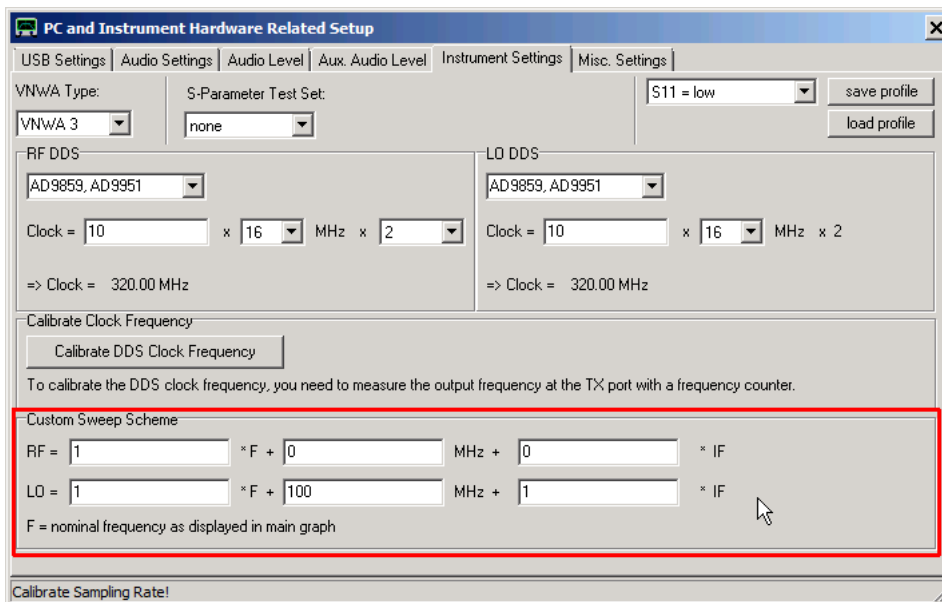 PC and Instrument Hardware Related Setup
USB Settings Audio Settings Audio Level Aux. Audio Level Instrument Settings Misc. Settings
VNWA Type:
S-Parameter Test Set:
S11 = low
save profile
VNWA 3
none
load profile
RF DDS
AD9859, AD9951
Clock = 10 x 16 MHz x 2
=> Clock = 320.00 MHz
LO DDS
AD9859, AD9951
Clock = 10 x 16 MHz x 2
=> Clock = 320.00 MHz
Calibrate Clock Frequency
Calibrate DDS Clock Frequency
To calibrate the DDS clock frequency, you need to measure the output frequency at the TX port with a frequency counter.
Custom Sweep Scheme
RF = 1 * F + 0 MHz + 0 * IF
LO = 1 * F + 100 MHz + 1 * IF
F = nominal frequency as displayed in main graph
Calibrate Sampling Rate!